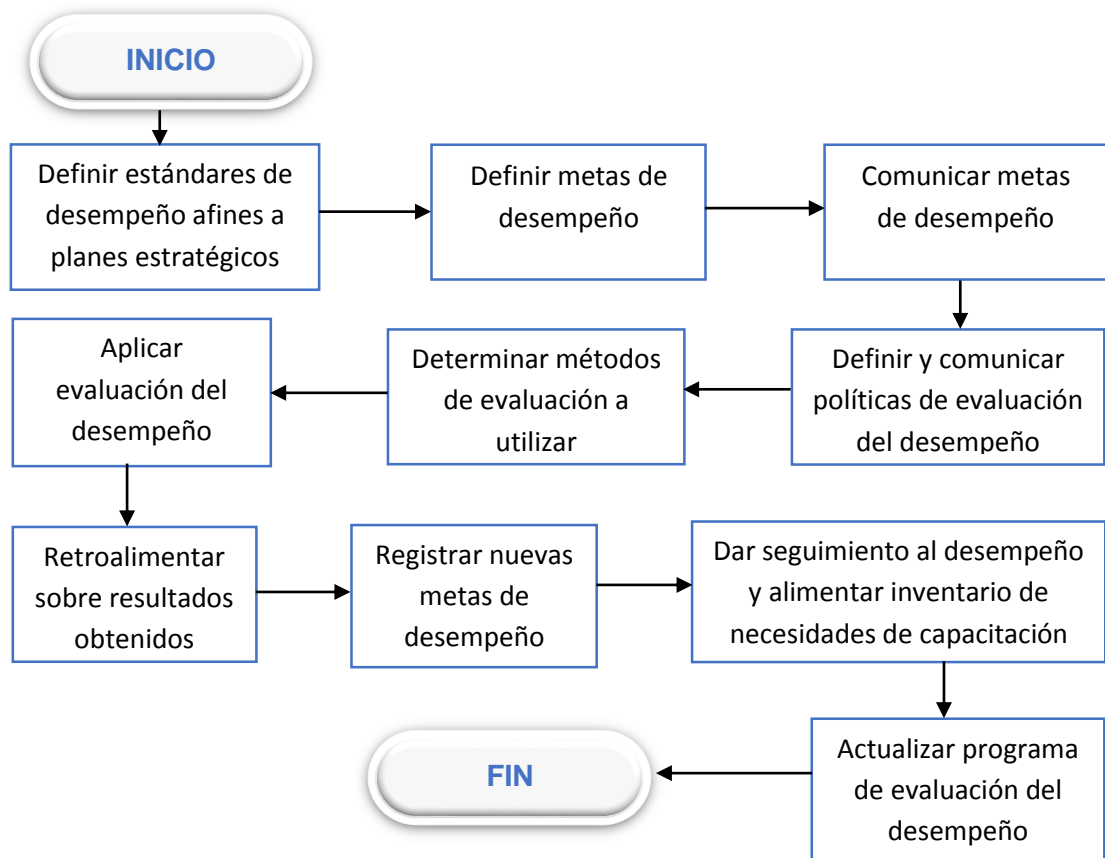 INICIO
Definir estándares de
desempeño afines a
planes estratégicos
Definir metas de
desempeño
Comunicar metas
de desempeño
Definir y comunicar
políticas de evaluación
del desempeño
Determinar métodos
de evaluación a
utilizar
Aplicar
evaluación del
desempeño
Retroalimentar
sobre resultados
obtenidos
Registrar nuevas
metas de
desempeño
Dar seguimiento al desempeño
y alimentar inventario de
necesidades de capacitación
Actualizar programa
de evaluación del
desempeño
FIN